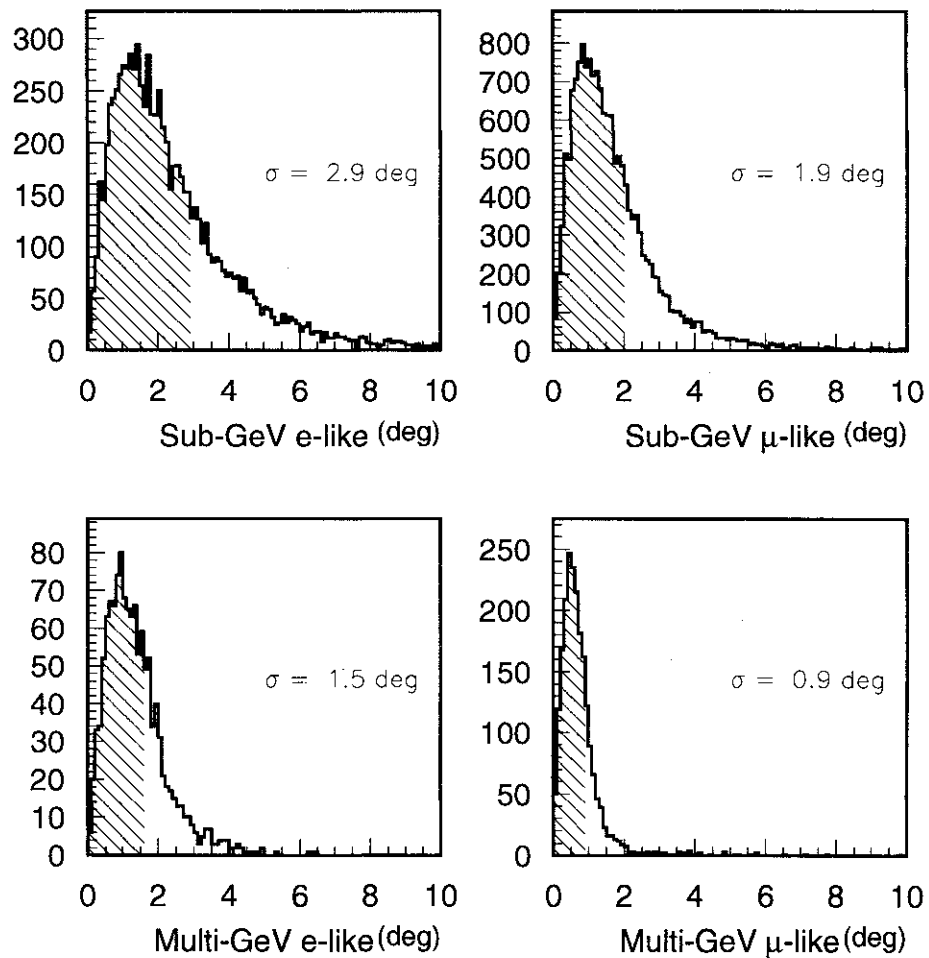 300
250
200
150
100
50
0
σ = 2.9 deg
0 2 4 6 8 10
Sub-GeV e-like (deg)
800
700
600
500
400
300
200
100
0
σ = 1.9 deg
0 2 4 6 8 10
Sub-GeV μ-like (deg)
80
70
60
50
40
30
20
10
0
σ = 1.5 deg
0 2 4 6 8 10
Multi-GeV e-like (deg)
250
200
150
100
50
0
σ = 0.9 deg
0 2 4 6 8 10
Multi-GeV μ-like (deg)